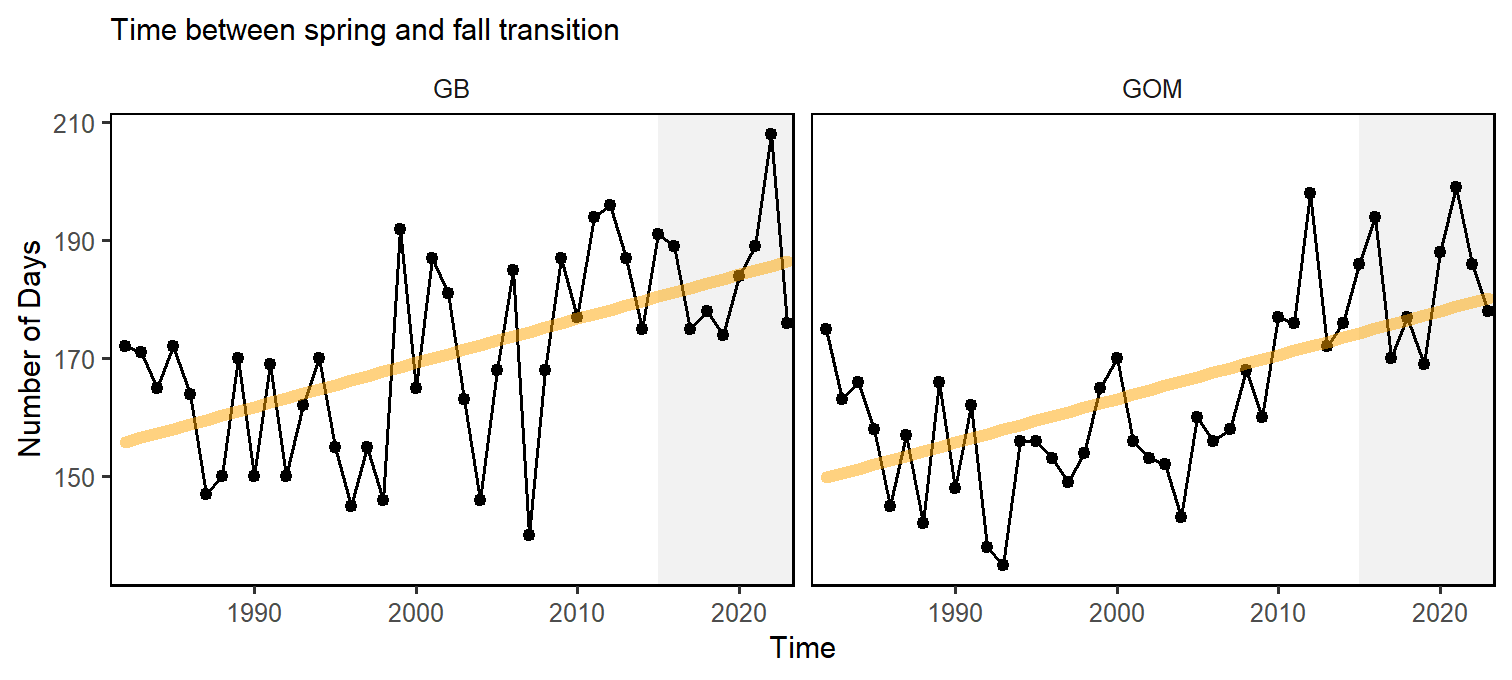 Time between spring and fall transition
GB
GOM
Number of Days
210
190
170
150
1990
2000
2010
2020
1990
2000
2010
2020
Time